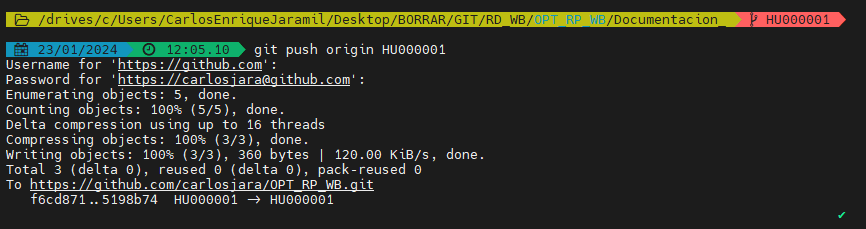 /drives/c/Users/CarlosEnriqueJaramil/Desktop/BORRAR/GIT/RD_WB/OPT_RP_WB/Documentacion_ HU000001
23/01/2024 12:05.10 git push origin HU000001
Username for 'https://github.com':
Password for 'https://carlosjara@github.com':
Enumerating objects: 5, done.
Counting objects: 100% (5/5), done.
Delta compression using up to 16 threads
Compressing objects: 100% (3/3), done.
Writing objects: 100% (3/3), 360 bytes | 120.00 KiB/s, done.
Total 3 (delta 0), reused 0 (delta 0), pack-reused 0
To https://github.com/carlosjara/OPT_RP_WB.git
f6cd871..5198b74 HU000001 -> HU000001